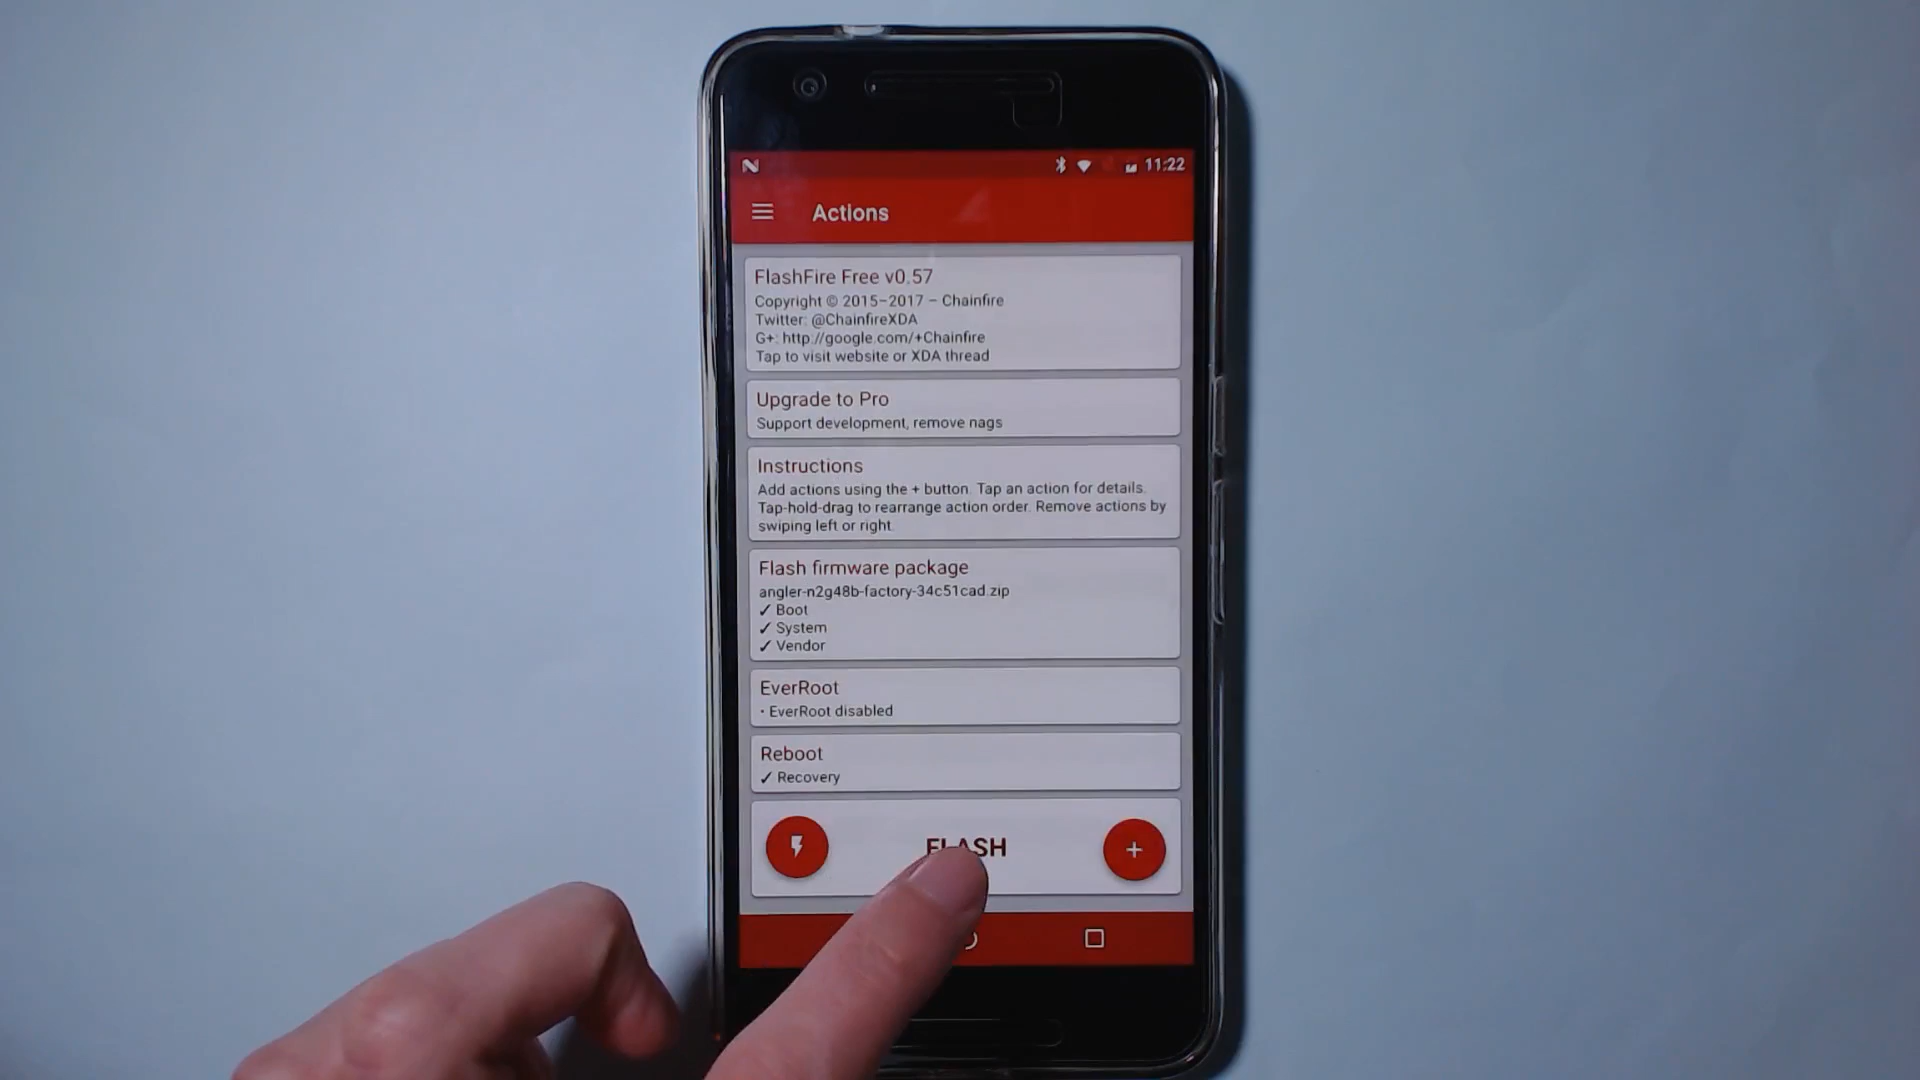 11:22
Actions
FlashFire Free v0.57
Copyright © 2015-2017 - Chainfire
Twitter: @ChainfireXDA
G+: http://google.com/+Chainfire
Tap to visit website or XDA thread
Upgrade to Pro
Support development, remove nags
Instructions
Add actions using the + button. Tap an action for details.
Tap-hold-drag to rearrange action order. Remove actions by
swiping left or right.
Flash firmware package
angler-n2g48b-factory-34c51cad.zip
✓ Boot
✓ System
✓ Vendor
EverRoot
· EverRoot disabled
Reboot
✓ Recovery
FLASH